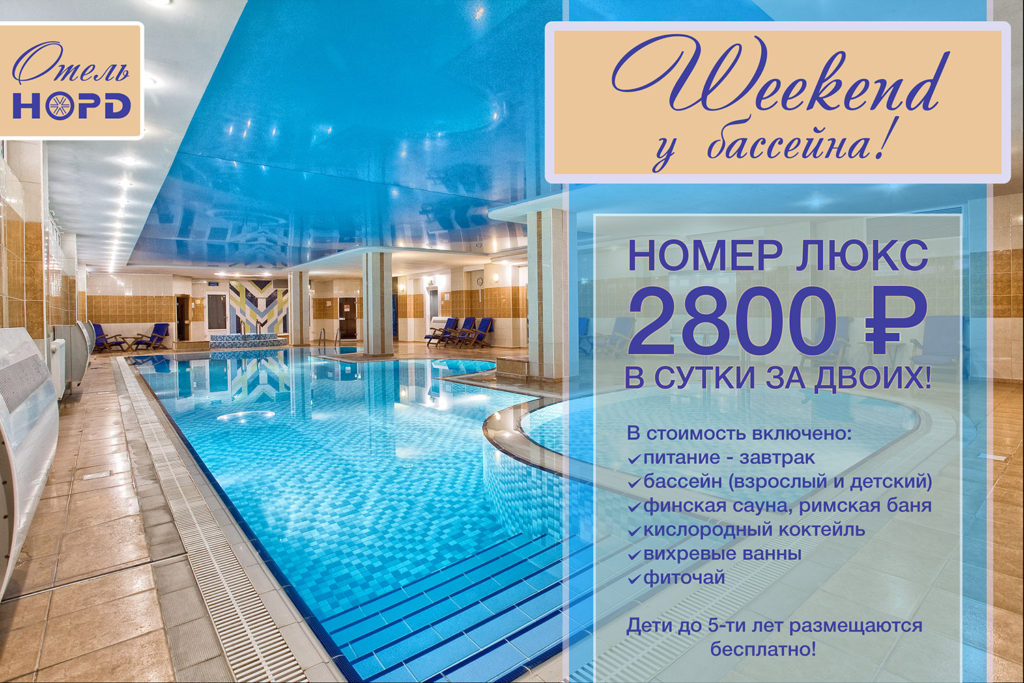 Отель
НОРД
Weekend
у бассейна!
НОМЕР ЛЮКС
2800 ₽
В СУТКИ ЗА ДВОИХ!
В стоимость включено:
✓питание - завтрак
✓бассейн (взрослый и детский)
✓финская сауна, римская баня
✓кислородный коктейль
✓вихревые ванны
✓фиточай
Дети до 5-ти лет размещаются
бесплатно!